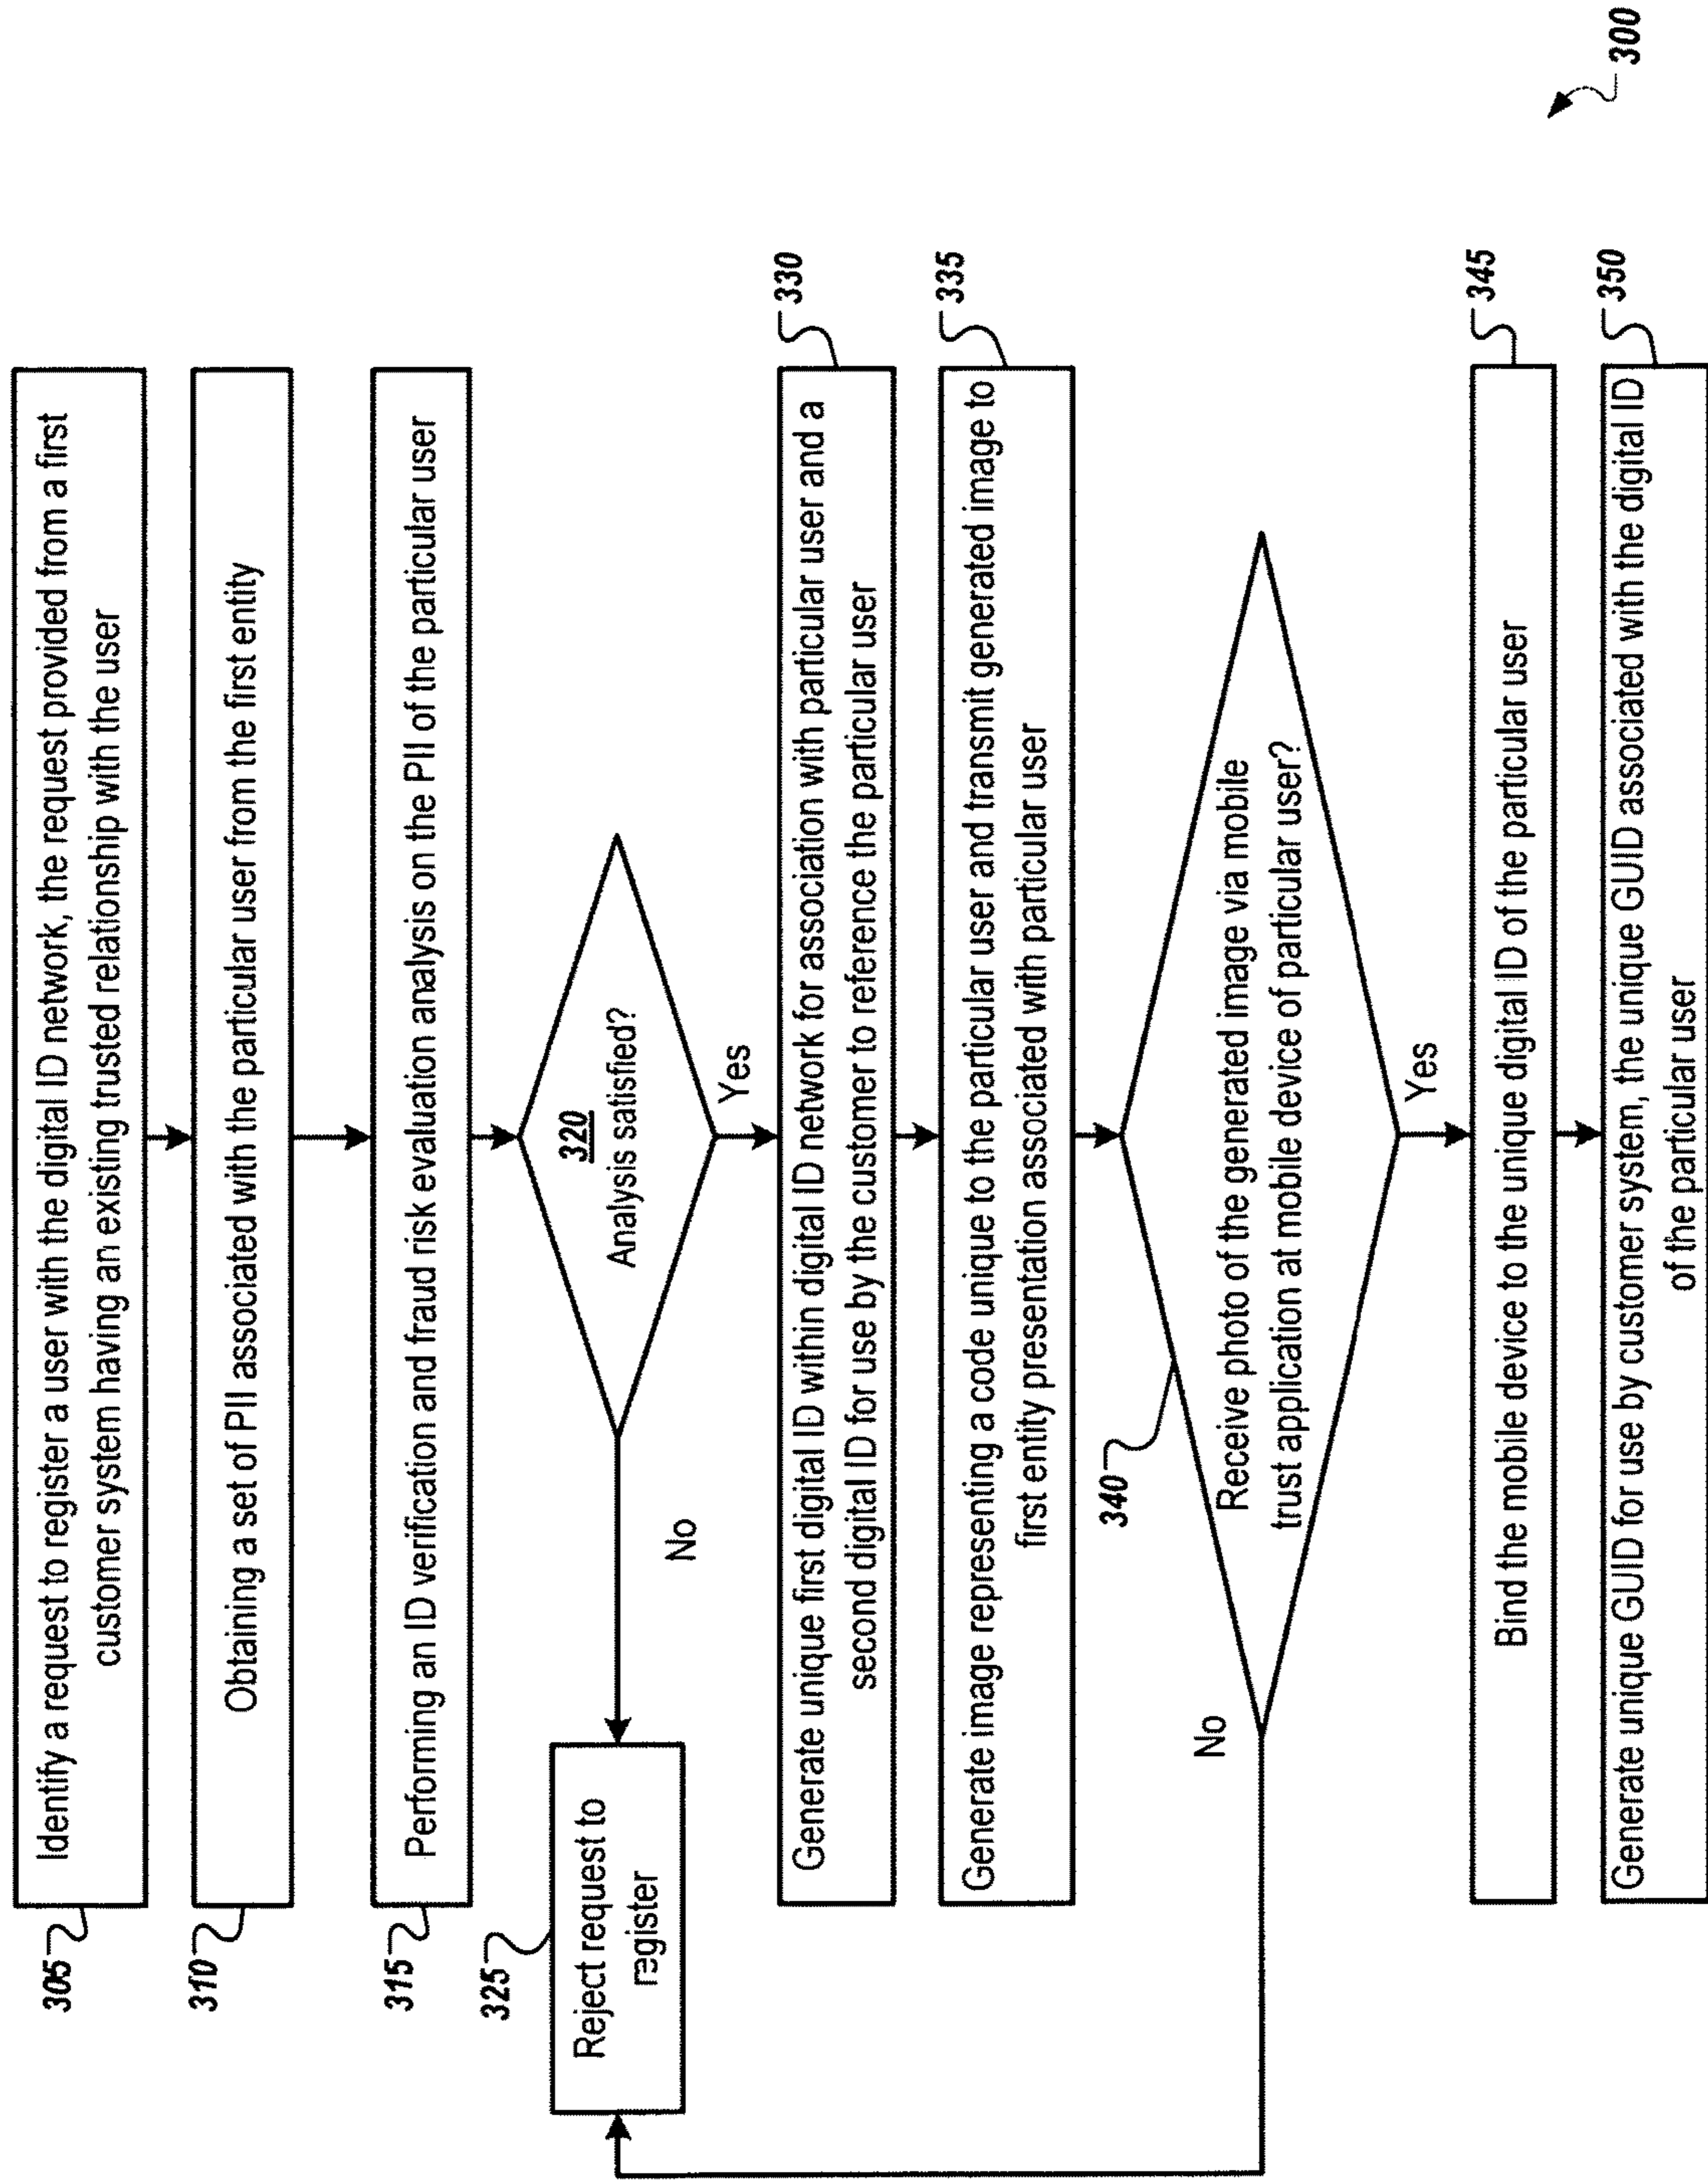 305
Identify a request to register a user with the digital ID network, the request provided from a first
customer system having an existing trusted relationship with the user
310
Obtaining a set of PII associated with the particular user from the first entity
315
Performing an ID verification and fraud risk evaluation analysis on the PII of the particular user
320
Analysis satisfied?
No
Yes
325
Reject request to
register
330
Generate unique first digital ID within digital ID network for association with particular user and a
second digital ID for use by the customer to reference the particular user
335
Generate image representing a code unique to the particular user and transmit generated image to
first entity presentation associated with particular user
340
Receive photo of the generated image via mobile
trust application at mobile device of particular user?
No
Yes
345
Bind the mobile device to the unique digital ID of the particular user
350
Generate unique GUID for use by customer system, the unique GUID associated with the digital ID
of the particular user
300